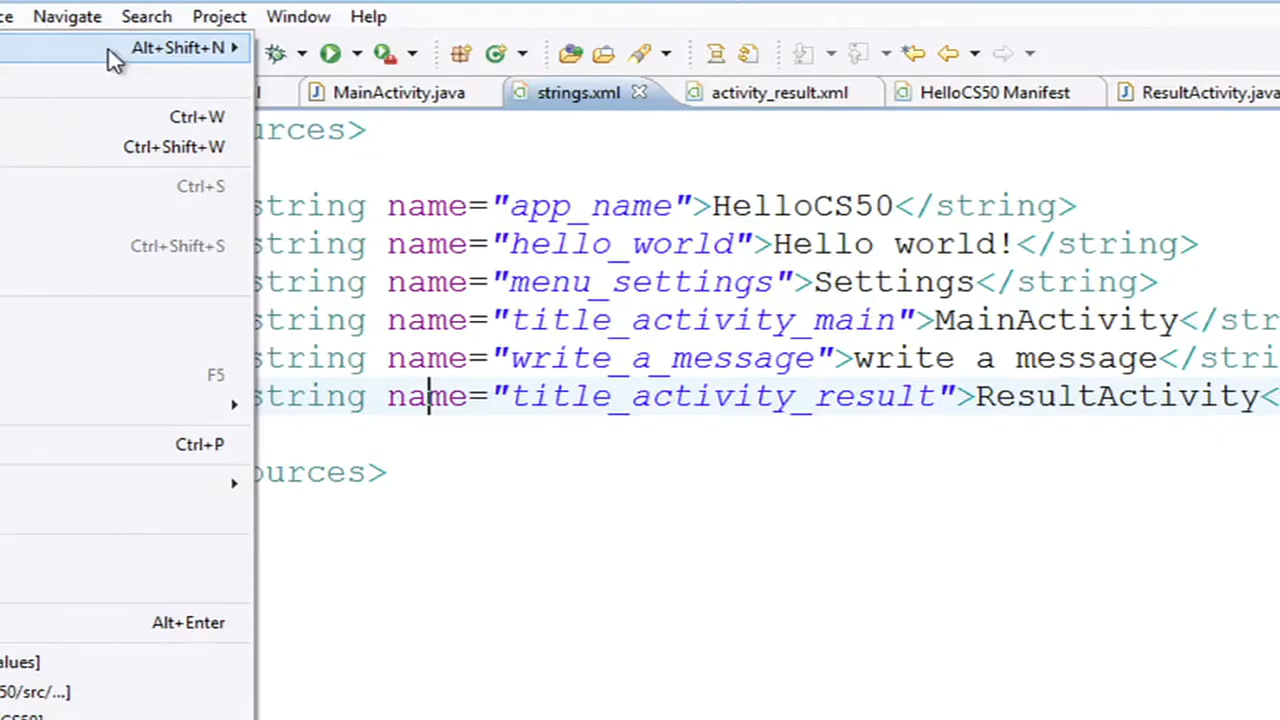 Navigate Search Project Window Help
Alt+Shift+N
MainActivity.java strings.xml activity_result.xml HelloCS50 Manifest ResultActivity.java
Ctrl+W
Ctrl+Shift+W
Ctrl+S
Ctrl+Shift+S
F5
Ctrl+P
Alt+Enter
alues]
50/src/...]
urces>
string name="app_name">HelloCS50</string>
string name="hello_world">Hello world!</string>
string name="menu_settings">Settings</string>
string name="title_activity_main">MainActivity</str
string name="write_a_message">write a message</stri
string name="title_activity_result">ResultActivity<
ources>